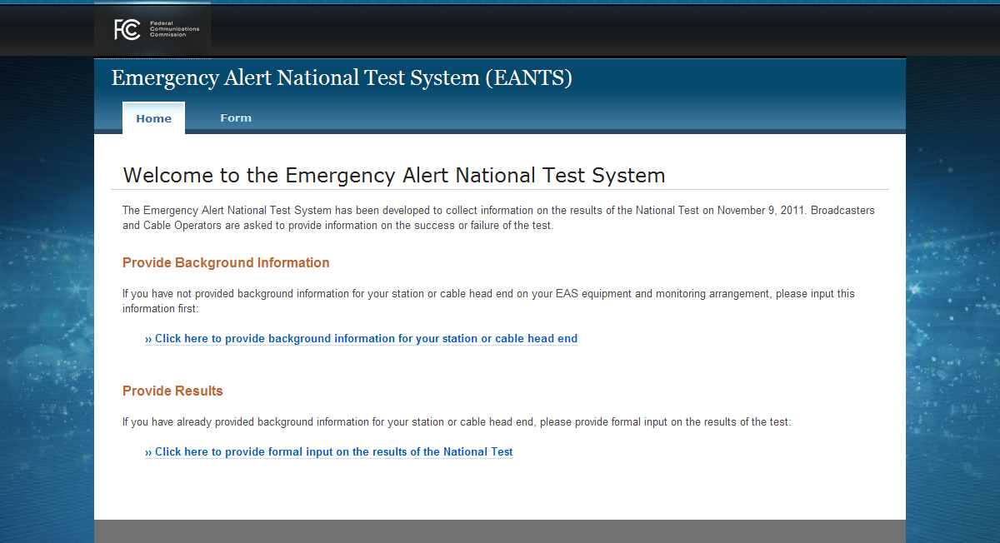 FCC
Federal
Communications
Commission
Emergency Alert National Test System (EANTS)
Home
Form
Welcome to the Emergency Alert National Test System
The Emergency Alert National Test System has been developed to collect information on the results of the National Test on November 9, 2011. Broadcasters
and Cable Operators are asked to provide information on the success or failure of the test.
Provide Background Information
If you have not provided background information for your station or cable head end on your EAS equipment and monitoring arrangement, please input this
information first:
›› Click here to provide background information for your station or cable head end
Provide Results
If you have already provided background information for your station or cable head end, please provide formal input on the results of the test:
›› Click here to provide formal input on the results of the National Test